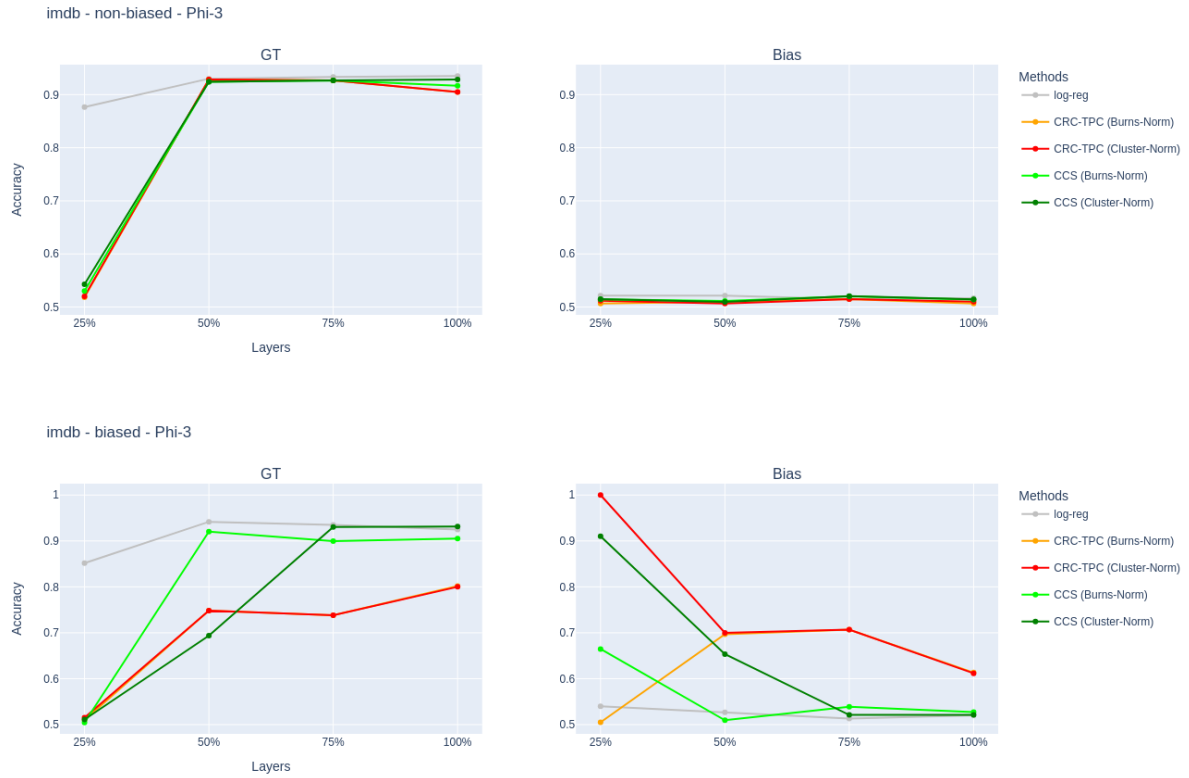 imdb - non-biased - Phi-3
GT
Bias
Accuracy
0.9
0.8
0.7
0.6
0.5
25%
50%
75%
100%
Layers
0.9
0.8
0.7
0.6
0.5
25%
50%
75%
100%
Methods
log-reg
CRC-TPC (Burns-Norm)
CRC-TPC (Cluster-Norm)
CCS (Burns-Norm)
CCS (Cluster-Norm)
imdb - biased - Phi-3
GT
Bias
Accuracy
1
0.9
0.8
0.7
0.6
0.5
25%
50%
75%
100%
Layers
1
0.9
0.8
0.7
0.6
0.5
25%
50%
75%
100%
Methods
log-reg
CRC-TPC (Burns-Norm)
CRC-TPC (Cluster-Norm)
CCS (Burns-Norm)
CCS (Cluster-Norm)